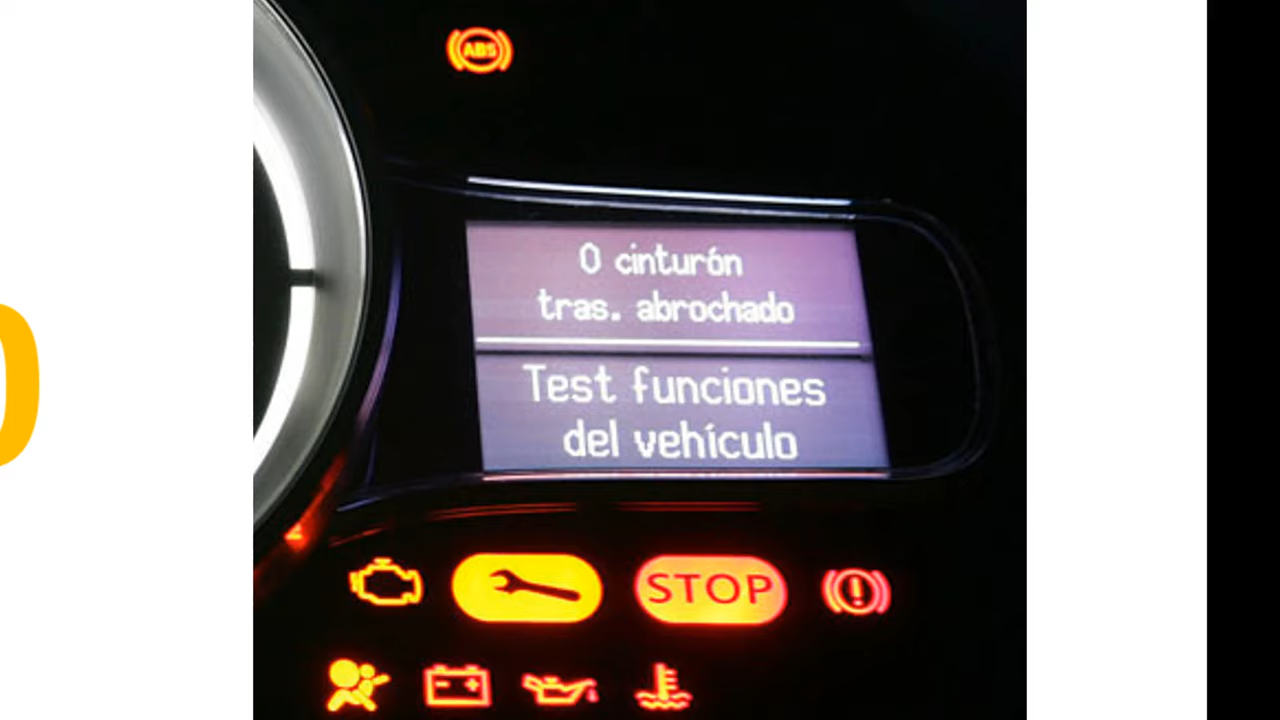 ABS
0 cinturón
tras. abrochado
Test funciones
del vehículo
STOP